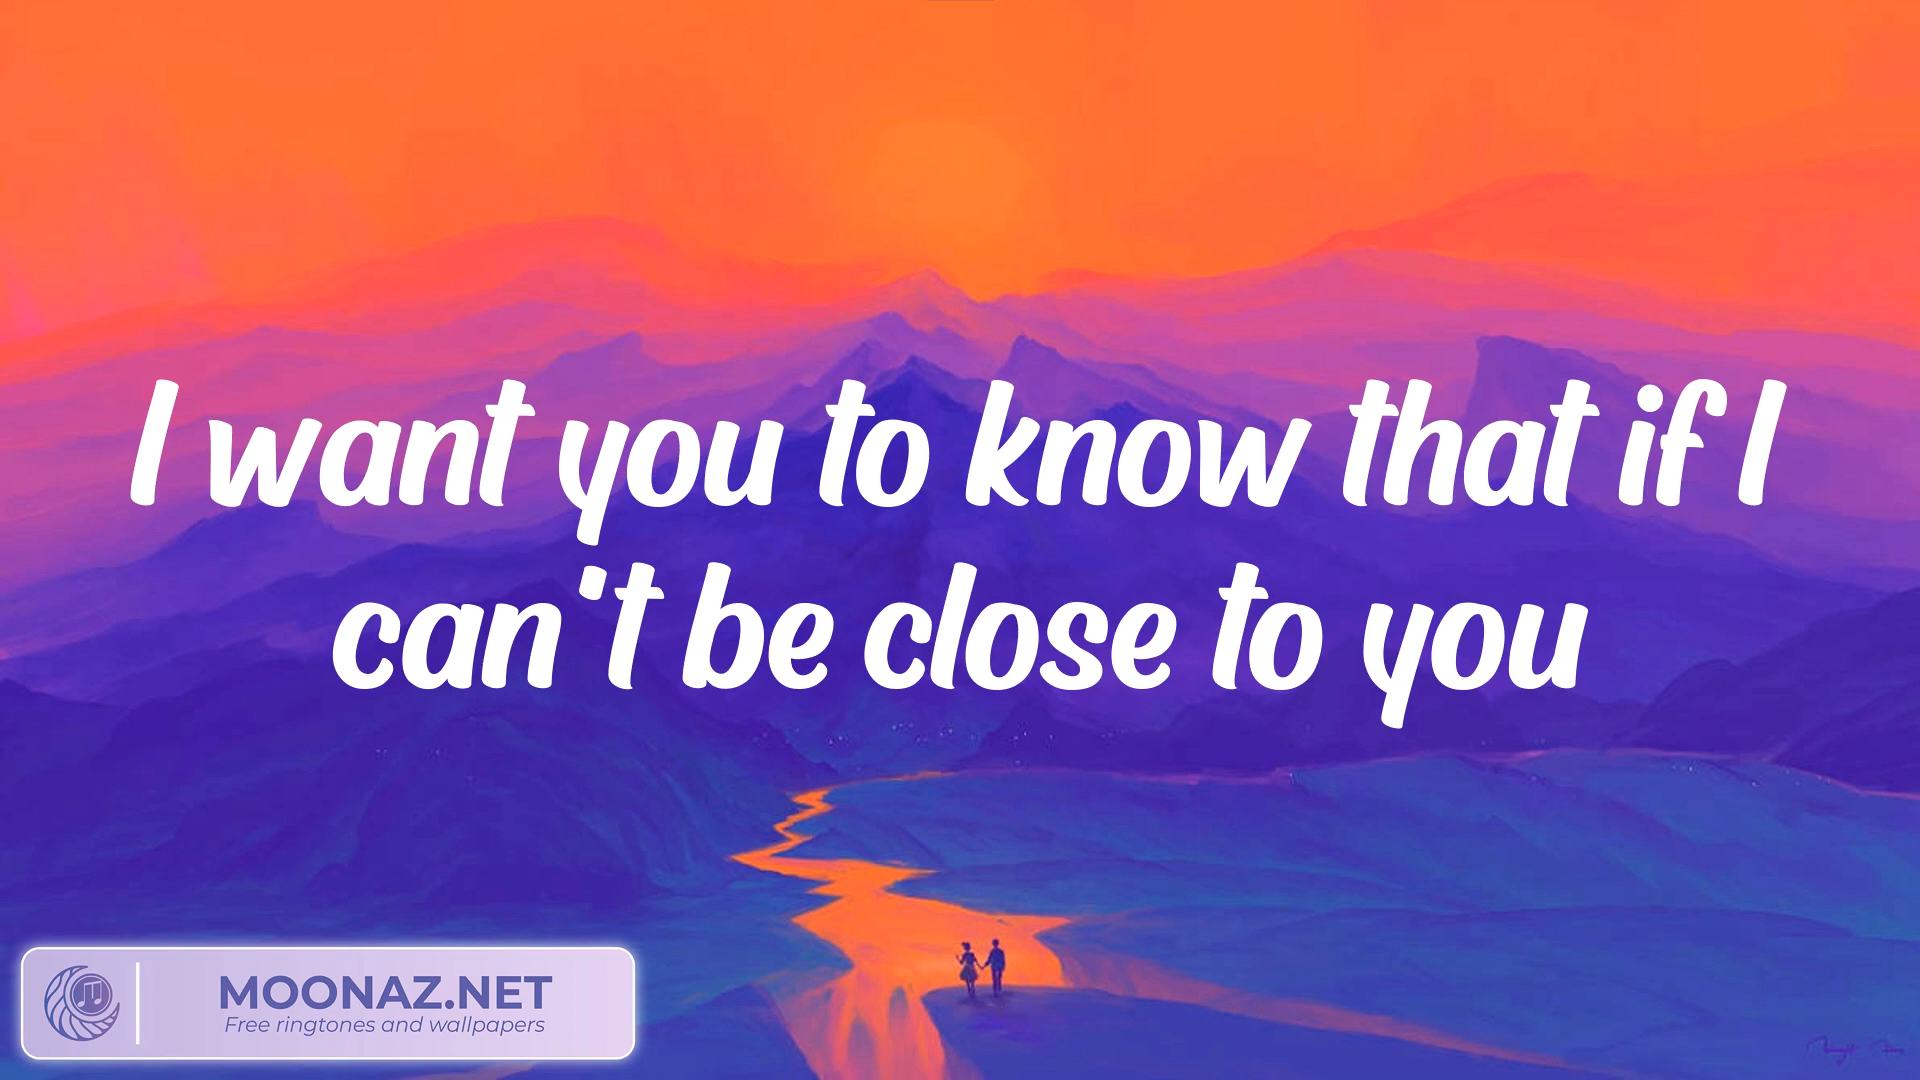 I want you to know that if I
can't be close to you
MOONAZ.NET
Free ringtones and wallpapers